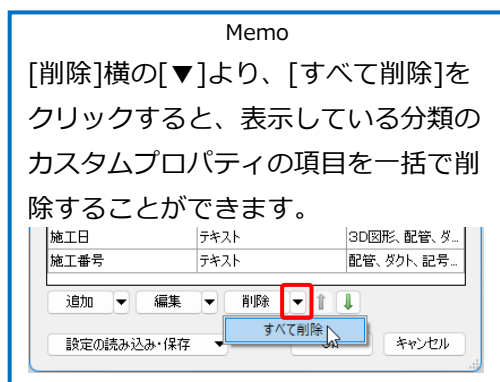 Memo
[削除]横の[▼]より、[すべて削除]を
クリックすると、表示している分類の
カスタムプロパティの項目を一括で削
除することができます。
施工日 テキスト 3D図形、配管、ダ...
施工番号 テキスト 配管、ダクト、記号...
追加 ▼ 編集 ▼ 削除 ▼ ⬆ ⬇
すべて削除
設定の読み込み・保存 ▼ キャンセル